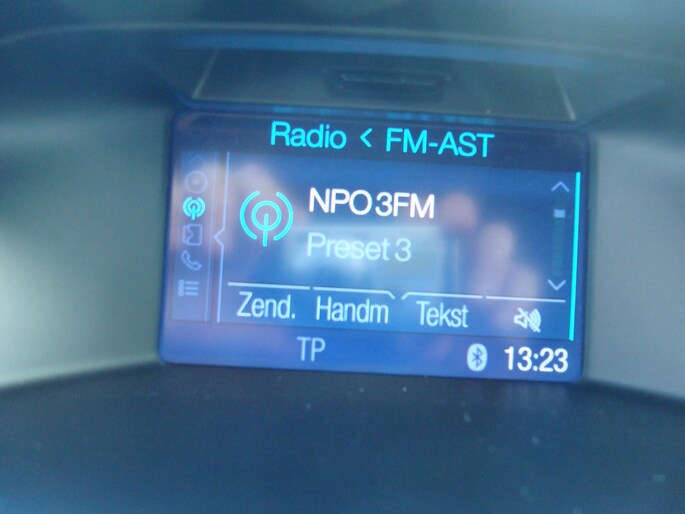 Radio < FM-AST
NPO 3FM
Preset 3
Zend. Handm Tekst
TP 13:23